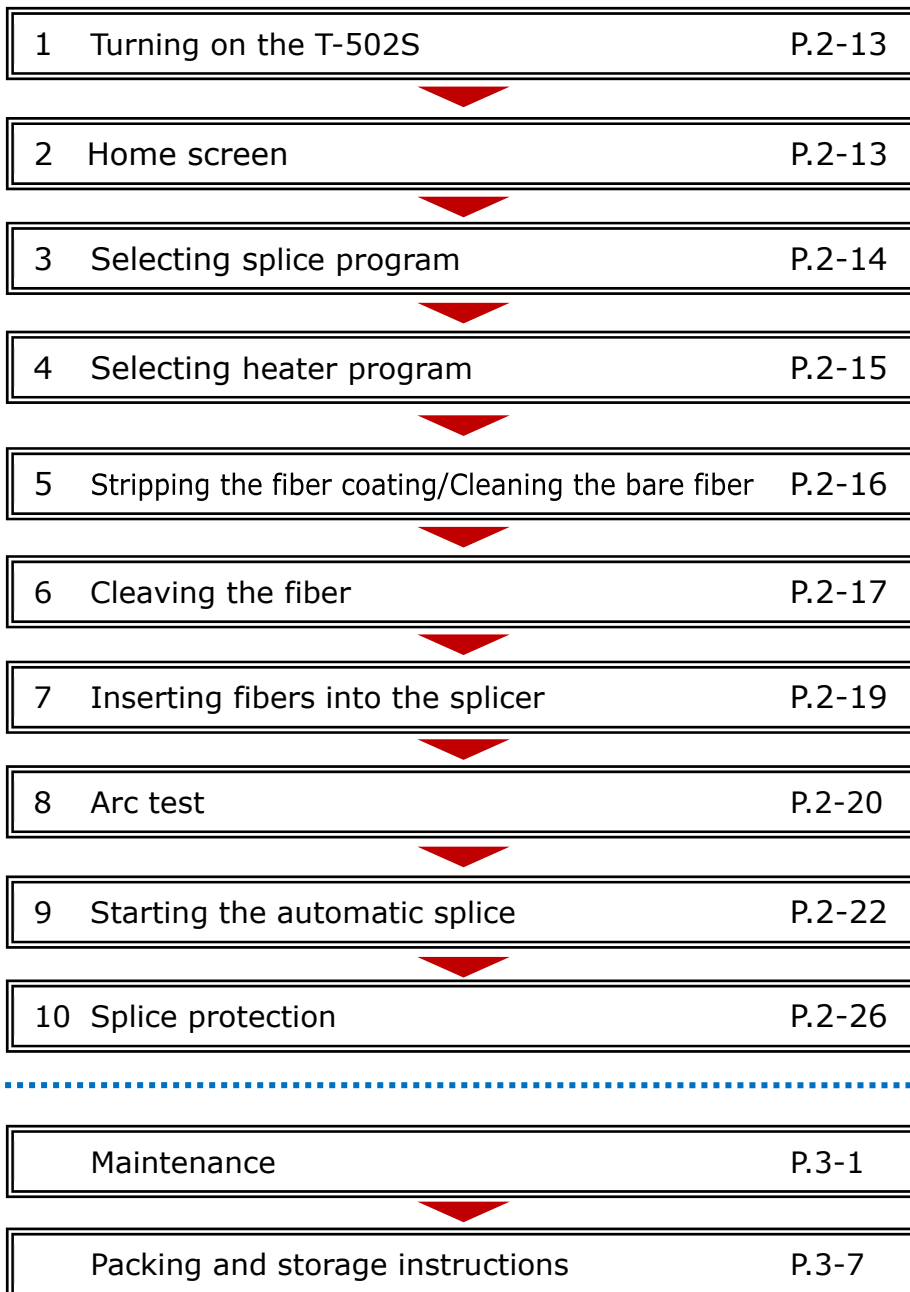 1 Turning on the T-502S P.2-13
2 Home screen P.2-13
3 Selecting splice program P.2-14
4 Selecting heater program P.2-15
5 Stripping the fiber coating/Cleaning the bare fiber P.2-16
6 Cleaving the fiber P.2-17
7 Inserting fibers into the splicer P.2-19
8 Arc test P.2-20
9 Starting the automatic splice P.2-22
10 Splice protection P.2-26
Maintenance P.3-1
Packing and storage instructions P.3-7